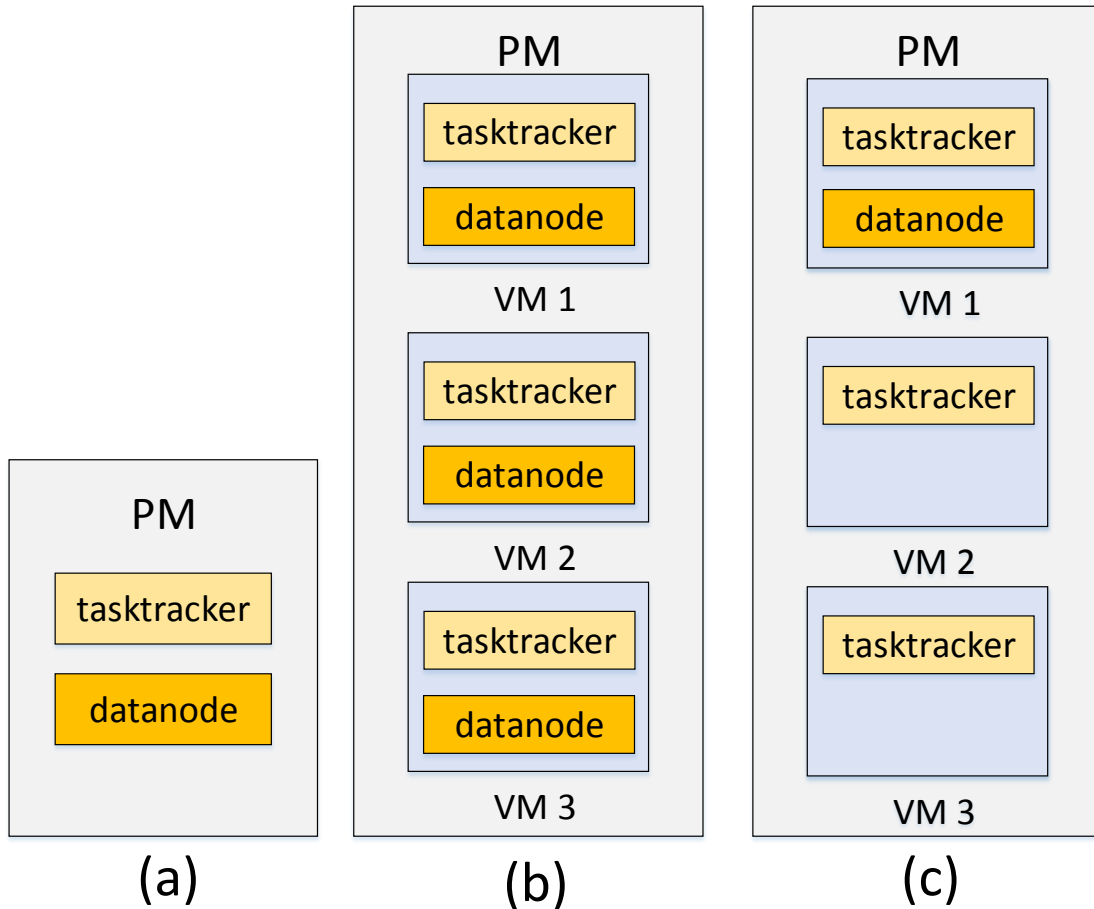 PM
tasktracker
datanode
(a)
PM
tasktracker
datanode
VM 1
tasktracker
datanode
VM 2
tasktracker
datanode
VM 3
(b)
PM
tasktracker
datanode
VM 1
tasktracker
VM 2
tasktracker
VM 3
(c)